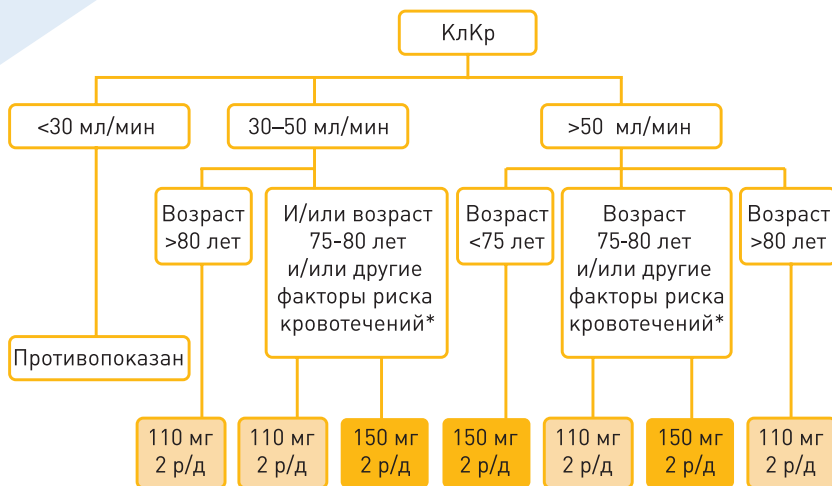 КлКр
<30 мл/мин
30–50 мл/мин
>50 мл/мин
Возраст
>80 лет
И/или возраст
75-80 лет
и/или другие
факторы риска
кровотечений*
Возраст
<75 лет
Возраст
75-80 лет
и/или другие
факторы риска
кровотечений*
Возраст
>80 лет
Противопоказан
110 мг
2 р/д
110 мг
2 р/д
150 мг
2 р/д
150 мг
2 р/д
110 мг
2 р/д
150 мг
2 р/д
110 мг
2 р/д